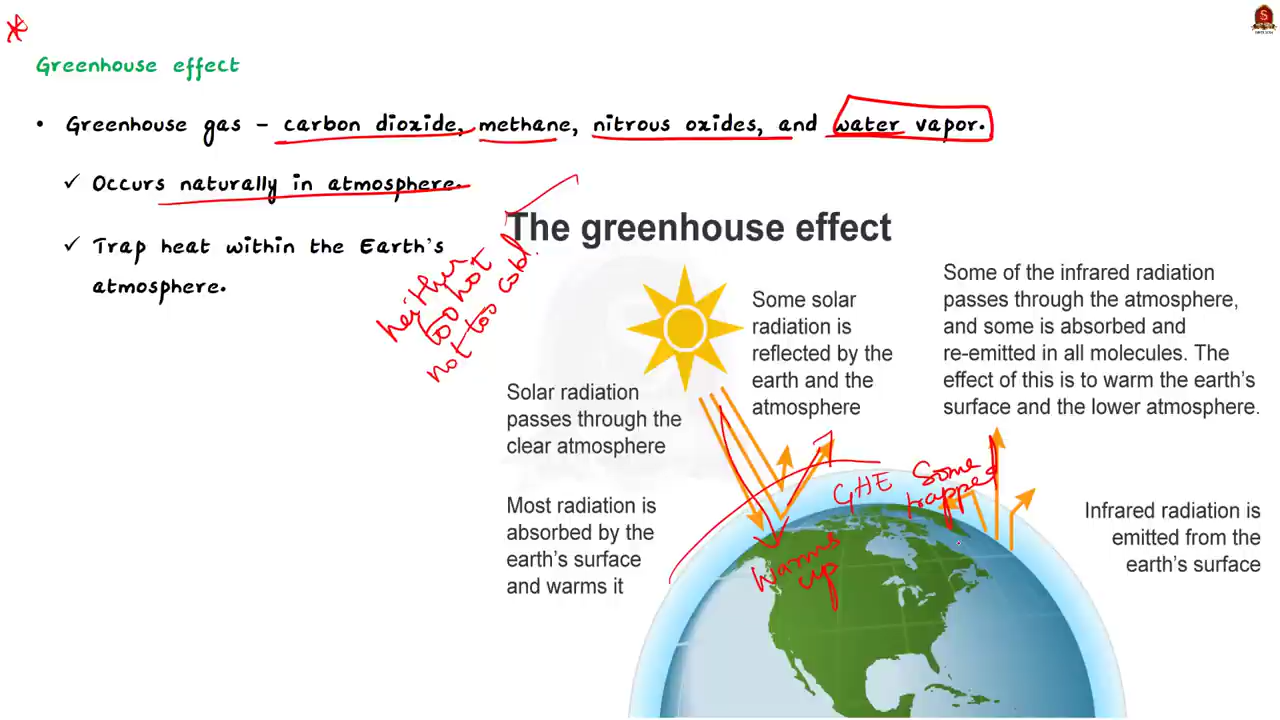 Greenhouse effect
• Greenhouse gas – carbon dioxide, methane, nitrous oxides, and water vapor.
✓ Occurs naturally in atmosphere.
✓ Trap heat within the Earth's
atmosphere.
neither
too hot
not too cold.
The greenhouse effect
Solar radiation
passes through the
clear atmosphere
Some solar
radiation is
reflected by the
earth and the
atmosphere
Some of the infrared radiation
passes through the atmosphere,
and some is absorbed and
re-emitted in all molecules. The
effect of this is to warm the earth's
surface and the lower atmosphere.
Most radiation is
absorbed by the
earth's surface
and warms it
GHE
Some
trapped
Warms
up
Infrared radiation is
emitted from the
earth's surface